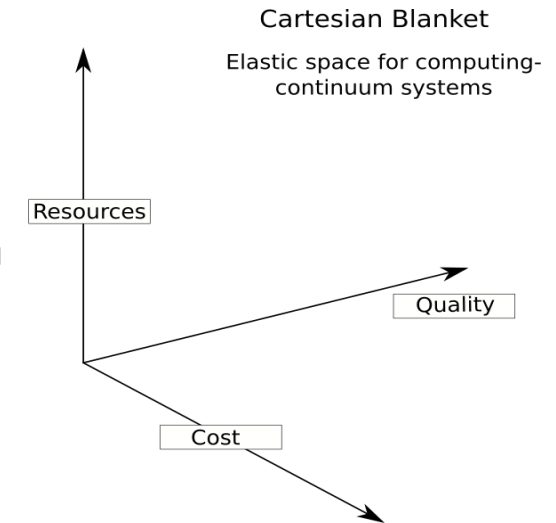 Cartesian Blanket
Elastic space for computing-
continuum systems
Resources
Quality
Cost